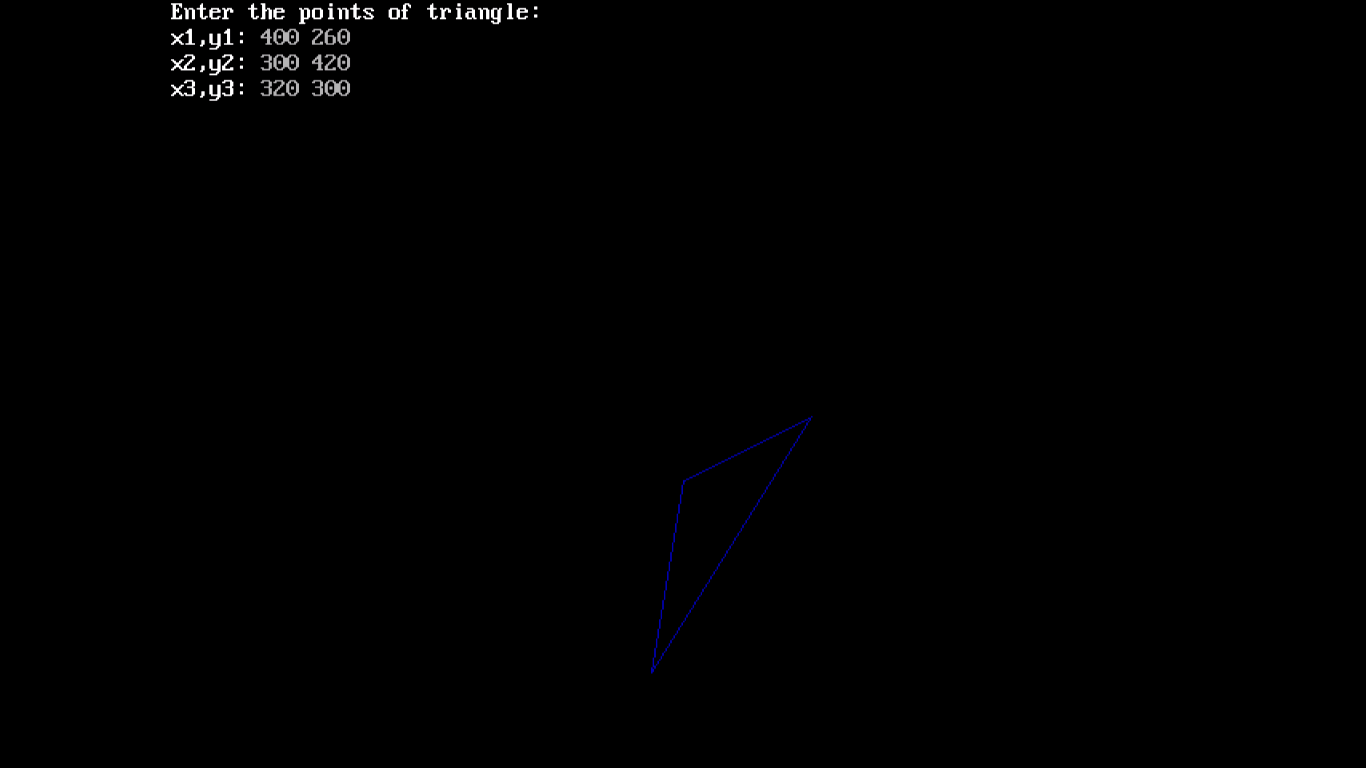 Enter the points of triangle:
x1,y1: 400 260
x2,y2: 300 420
x3,y3: 320 300